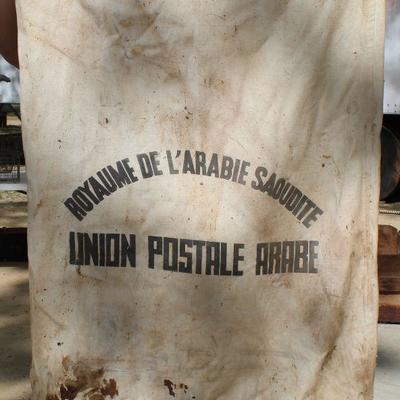 ROYAUME DE L'ARABIE SAOUDITE
UNION POSTALE ARABE